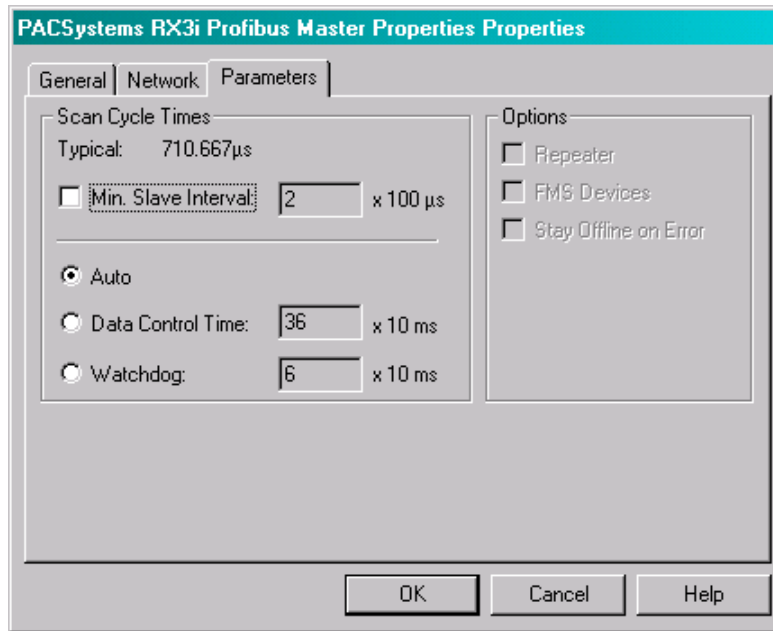 PACSystems RX3i Profibus Master Properties Properties
General Network Parameters
Scan Cycle Times
Typical: 710.667µs
Min. Slave Interval: 2 x 100 µs
Auto
Data Control Time: 36 x 10 ms
Watchdog: 6 x 10 ms
Options
Repeater
FMS Devices
Stay Offline on Error
OK Cancel Help